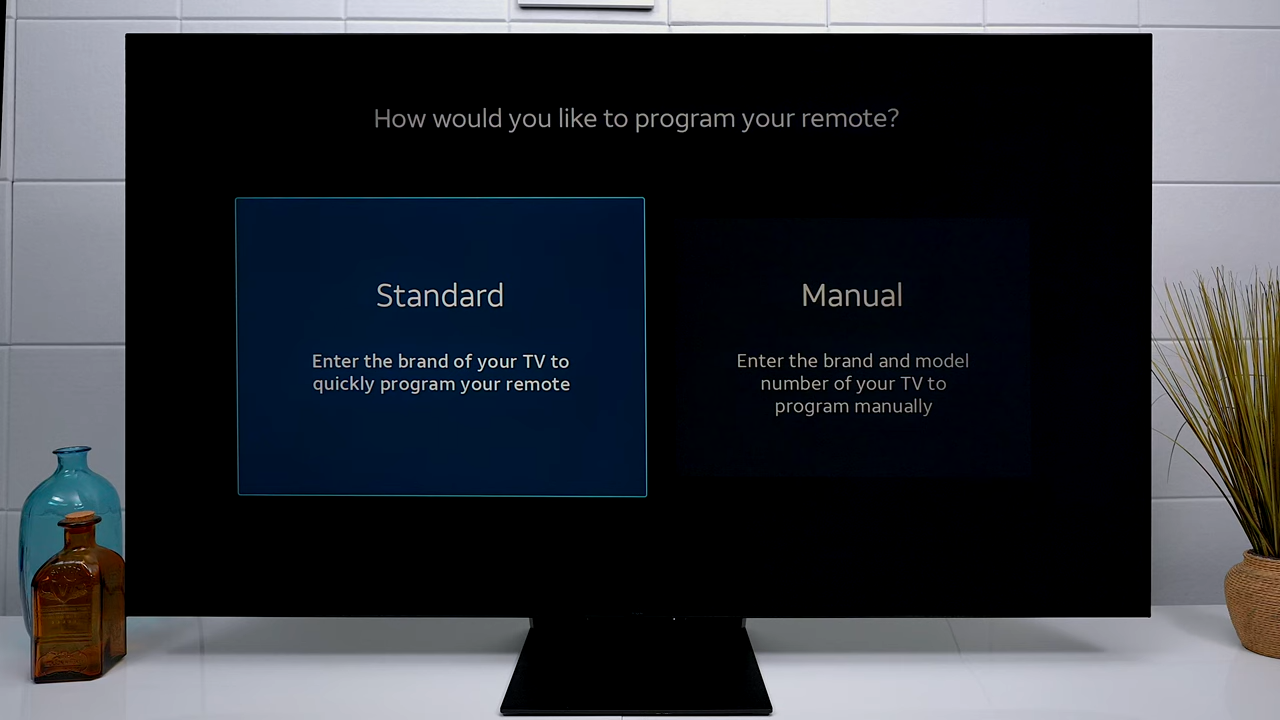 How would you like to program your remote?
Standard
Enter the brand of your TV to
quickly program your remote
Manual
Enter the brand and model
number of your TV to
program manually